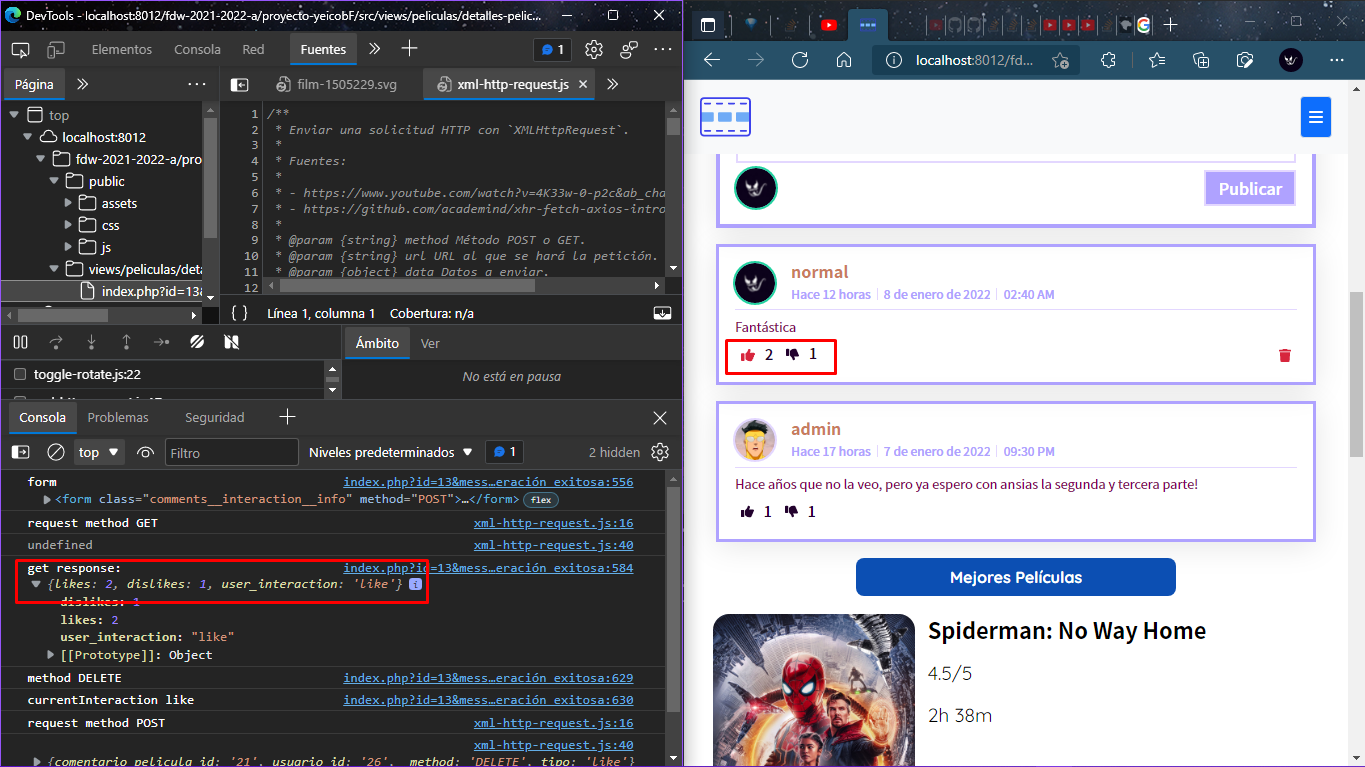 DevTools - localhost:8012/fdw-2021-2022-a/proyecto-yeicobF/src/views/peliculas/detalles-pelic...
Elementos Consola Red Fuentes 1
Página
film-1505229.svg xml-http-request.js
top
localhost:8012
fdw-2021-2022-a/pro
public
assets
css
js
views/peliculas/deta
index.php?id=13&
1 /**
2 * Enviar una solicitud HTTP con `XMLHttpRequest`.
3 *
4 * Fuentes:
5 *
6 * - https://www.youtube.com/watch?v=4K33w-0-p2c&ab_cha
7 * - https://github.com/academind/xhr-fetch-axios-intro
8 *
9 * @param {string} method Método POST o GET.
10 * @param {string} url URL al que se hará la petición.
11 * @param {object} data Datos a enviar.
12
{ } Línea 1, columna 1 Cobertura: n/a
Ámbito Ver
toggle-rotate.js:22
No está en pausa
Consola Problemas Seguridad
top Filtro Niveles predeterminados 1 2 hidden
form index.php?id=13&mess…eración exitosa:556
<form class="comments__interaction__info" method="POST">…</form> flex
request method GET xml-http-request.js:16
undefined xml-http-request.js:40
get response: index.php?id=13&mess…eración exitosa:584
{likes: 2, dislikes: 1, user_interaction: 'like'} i
dislikes: 1
likes: 2
user_interaction: "like"
[[Prototype]]: Object
method DELETE index.php?id=13&mess…eración exitosa:629
currentInteraction like index.php?id=13&mess…eración exitosa:630
request method POST xml-http-request.js:16
xml-http-request.js:40
{comentario_pelicula_id: '21', usuario_id: '26', _method: 'DELETE', tipo: 'like'}
localhost:8012/fd...
Publicar
normal
Hace 12 horas 8 de enero de 2022 02:40 AM
Fantástica
2 1
admin
Hace 17 horas 7 de enero de 2022 09:30 PM
Hace años que no la veo, pero ya espero con ansias la segunda y tercera parte!
1 1
Mejores Películas
Spiderman: No Way Home
4.5/5
2h 38m